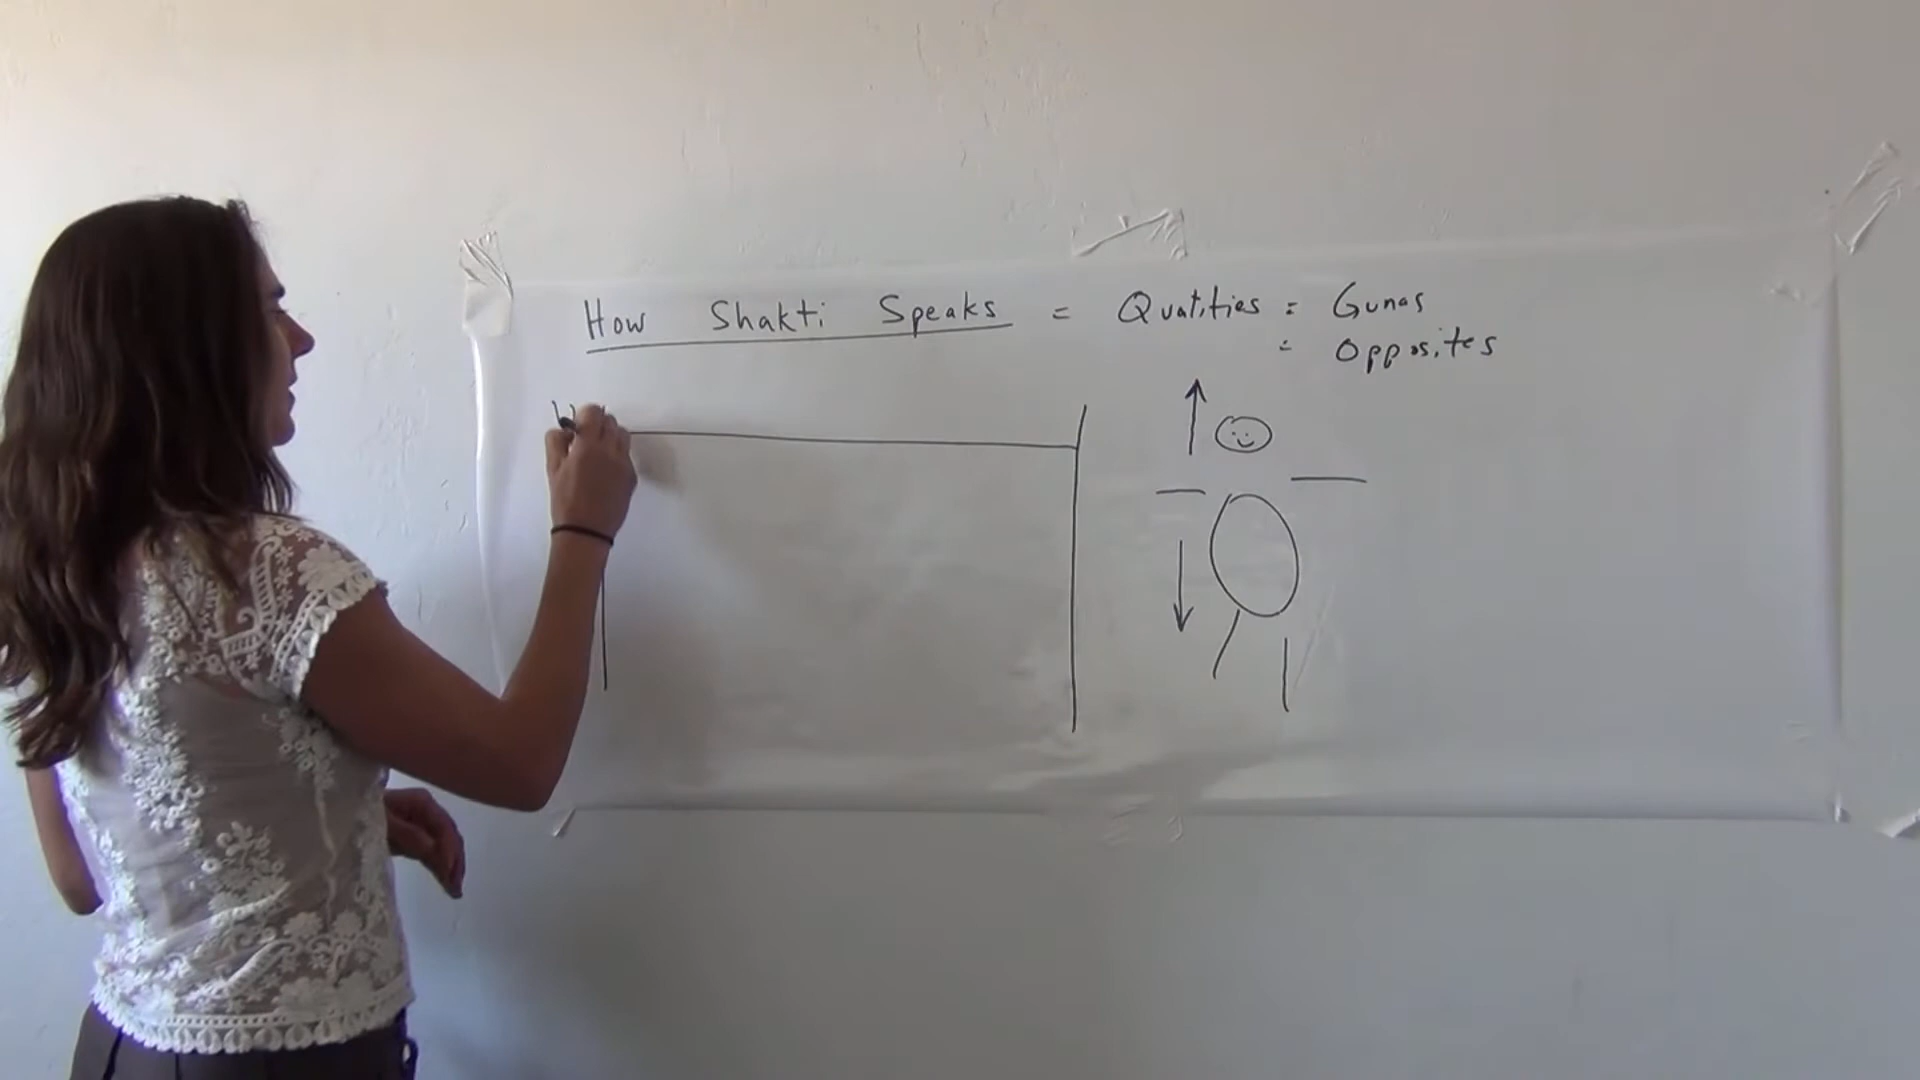 How Shakti Speaks = Qualities = Gunas
= Opposites